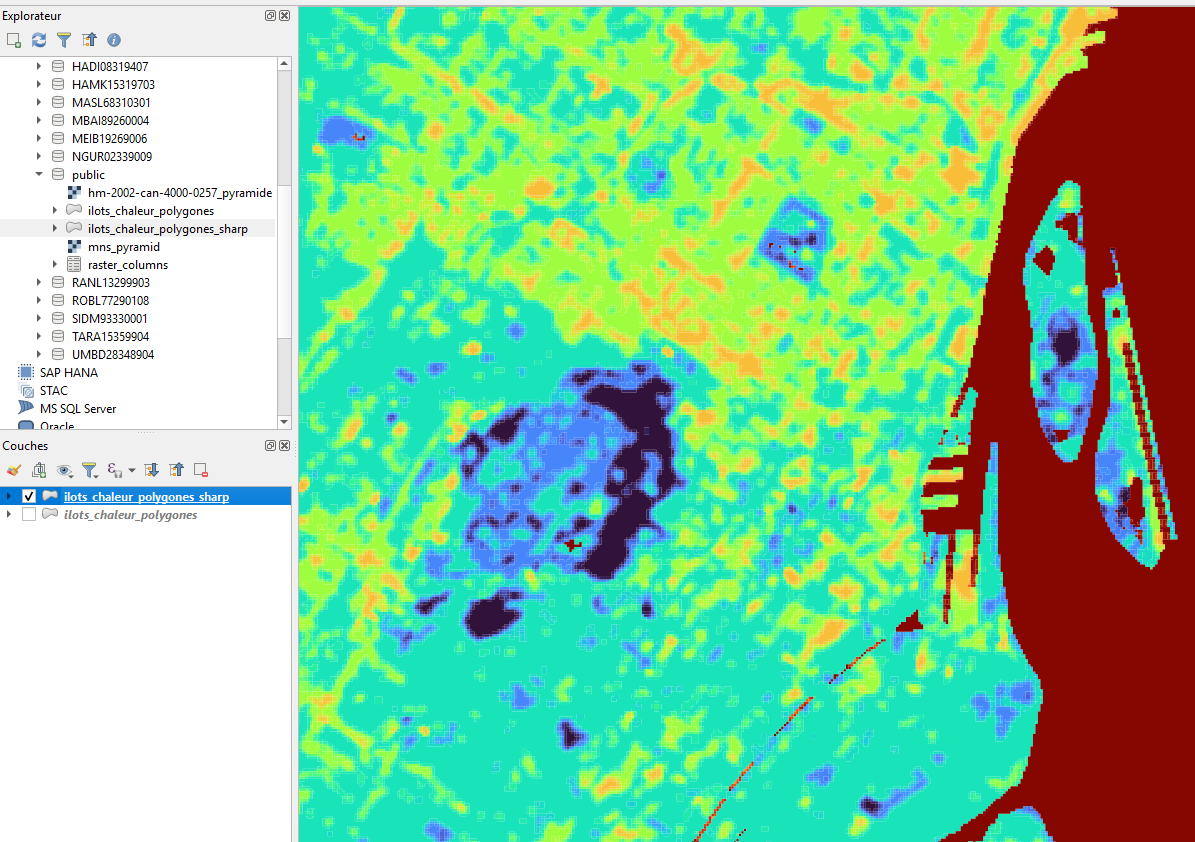 Explorateur
HADI08319407
HAMK15319703
MASL68310301
MBAI89260004
MEIB19269006
NGUR02339009
public
hm-2002-can-4000-0257_pyramide
ilots_chaleur_polygones
ilots_chaleur_polygones_sharp
mns_pyramid
raster_columns
RANL13299903
ROBL77290108
SIDM93330001
TARA15359904
UMBD28348904
SAP HANA
STAC
MS SQL Server
Oracle
Couches
ilots_chaleur_polygones_sharp
ilots_chaleur_polygones